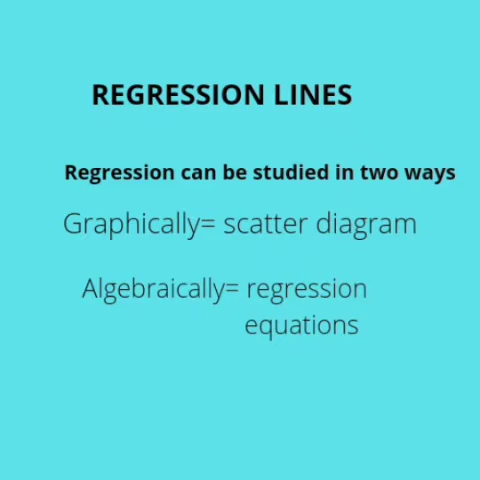 REGRESSION LINES
Regression can be studied in two ways
Graphically= scatter diagram
Algebraically= regression
equations